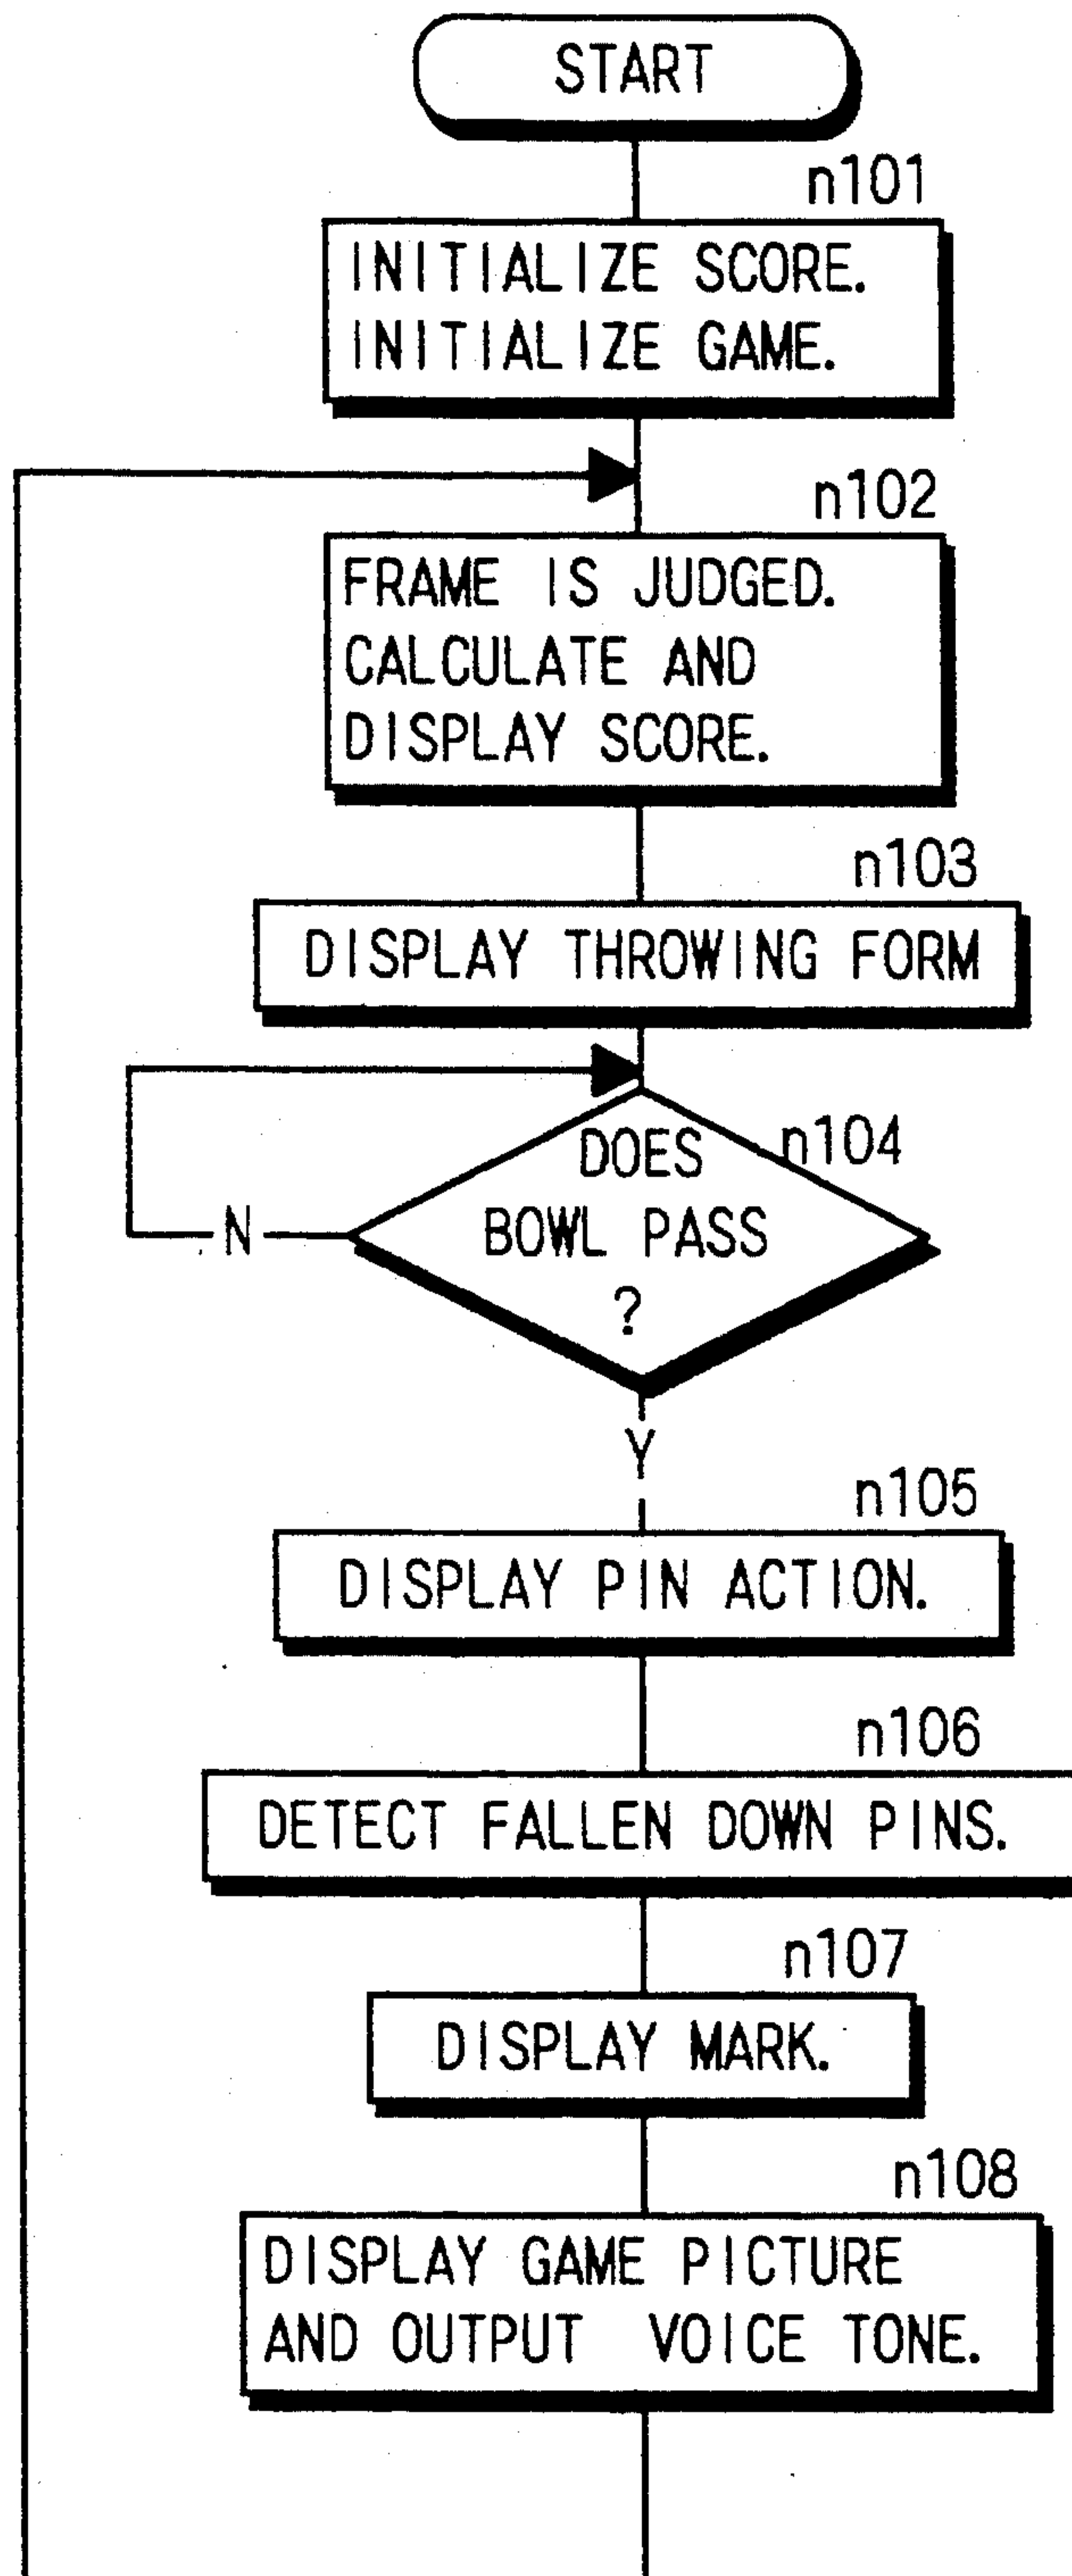 START
n101
INITIALIZE SCORE.
INITIALIZE GAME.
n102
FRAME IS JUDGED.
CALCULATE AND
DISPLAY SCORE.
n103
DISPLAY THROWING FORM
n104
DOES
BOWL PASS
?
N
Y
n105
DISPLAY PIN ACTION.
n106
DETECT FALLEN DOWN PINS.
n107
DISPLAY MARK.
n108
DISPLAY GAME PICTURE
AND OUTPUT VOICE TONE.